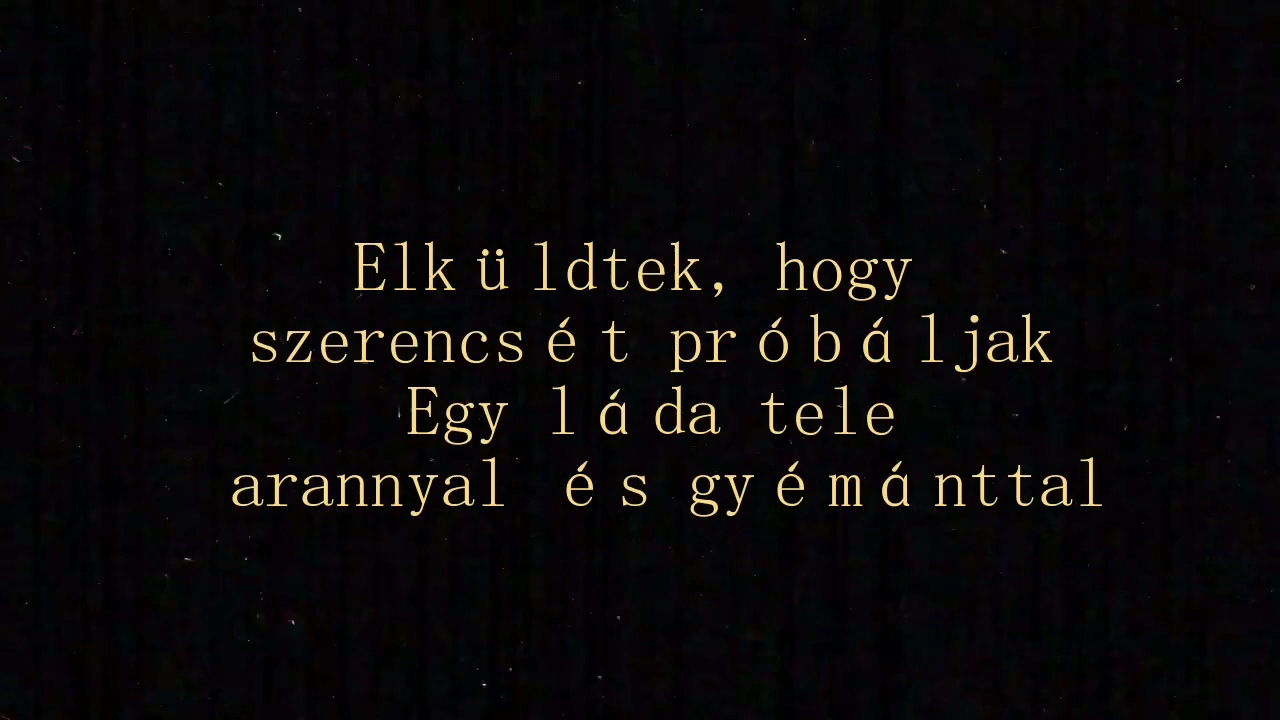 Elküldtek, hogy
szerencsét próbáljak
Egy láda tele
arannyal és gyémánttal